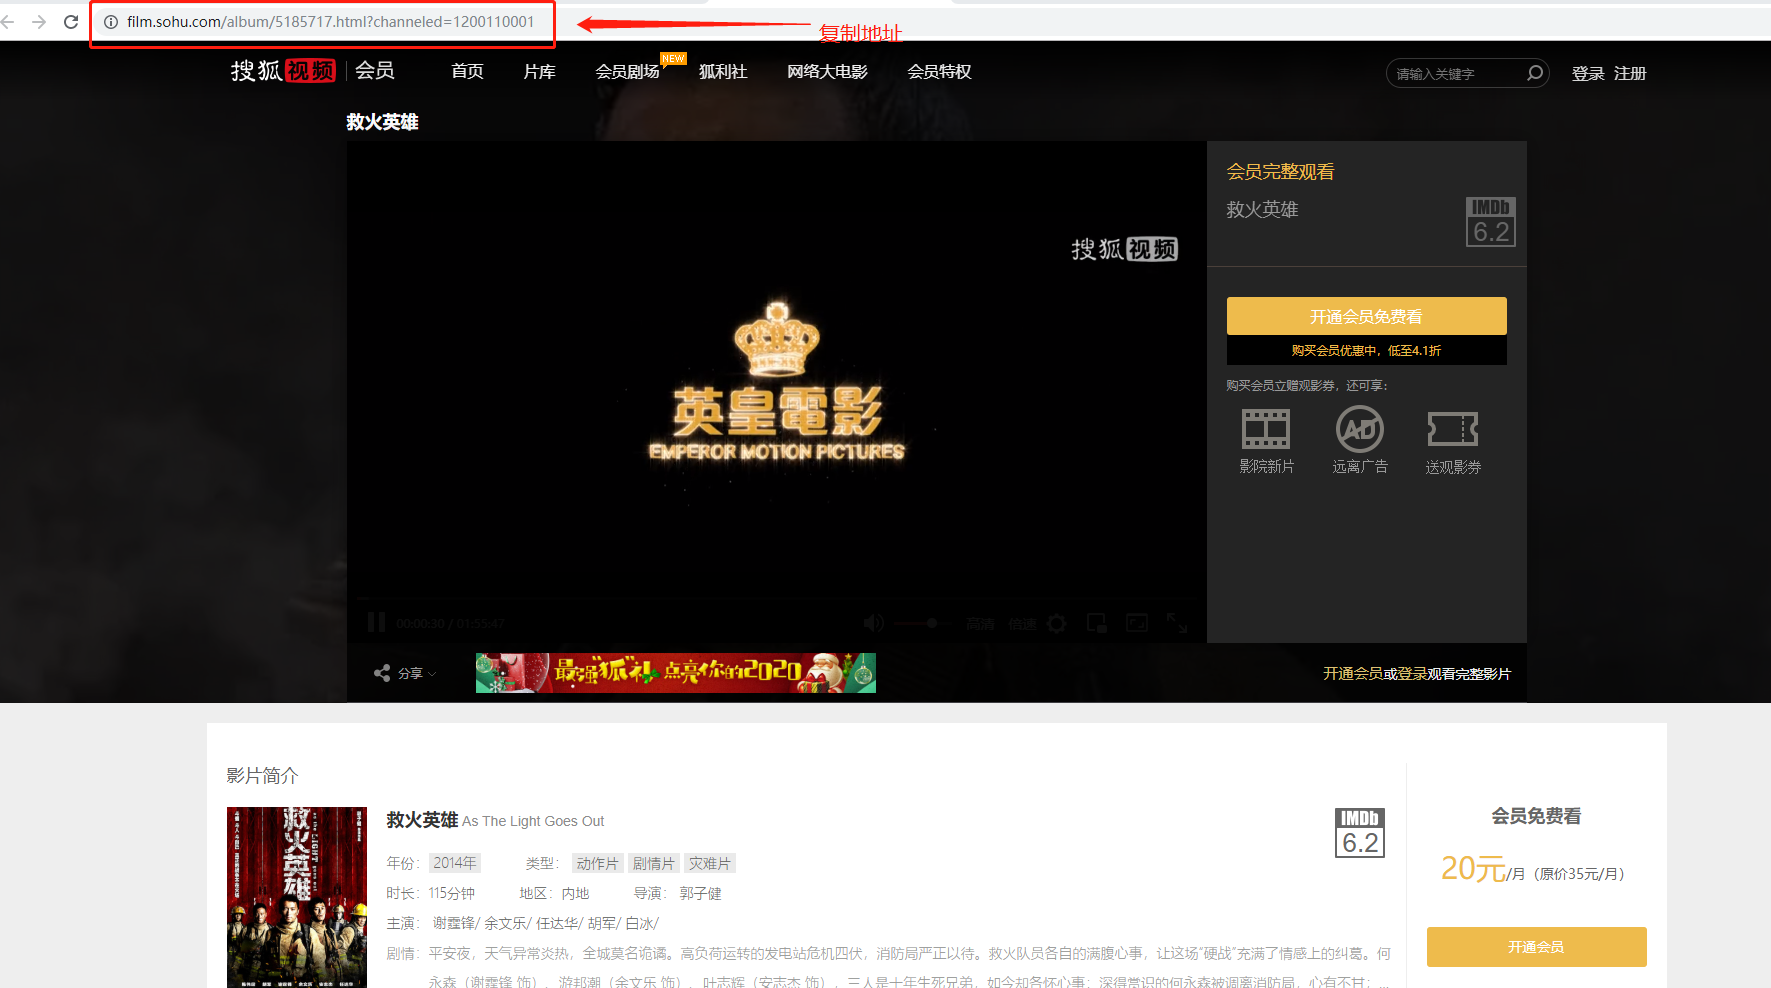 film.sohu.com/album/5185717.html?channeled=1200110001
复制地址
搜狐视频 会员 首页 片库 会员剧场 NEW 狐利社 网络大电影 会员特权 请输入关键字 登录 注册
救火英雄
会员完整观看
救火英雄
IMDb
6.2
搜狐视频
英皇電影
EMPEROR MOTION PICTURES
开通会员免费看
购买会员优惠中，低至4.1折
购买会员立赠观影券，还可享：
AD
影院新片 远离广告 送观影券
00:00:30 / 01:55:47 高清 倍速
分享 最强"狐"礼 点亮你的2020 开通会员或登录观看完整影片
影片简介
救火英雄 As The Light Goes Out
IMDb
6.2
年份： 2014年 类型： 动作片 剧情片 灾难片
时长： 115分钟 地区： 内地 导演： 郭子健
主演： 谢霆锋/ 余文乐/ 任达华/ 胡军/ 白冰/
剧情： 平安夜，天气异常炎热，全城莫名诡谲。高负荷运转的发电站危机四伏，消防局严正以待。救火队员各自的满腹心事，让这场“硬战”充满了情感上的纠葛。何
永森（谢霆锋 饰）、游邦潮（余文乐 饰）、叶志辉（安志杰 饰），三人是十年生死兄弟，如今却各怀心事：深得赏识的何永森被调离消防局，心有不甘；...
救火英雄
会员免费看
20元/月（原价35元/月）
开通会员